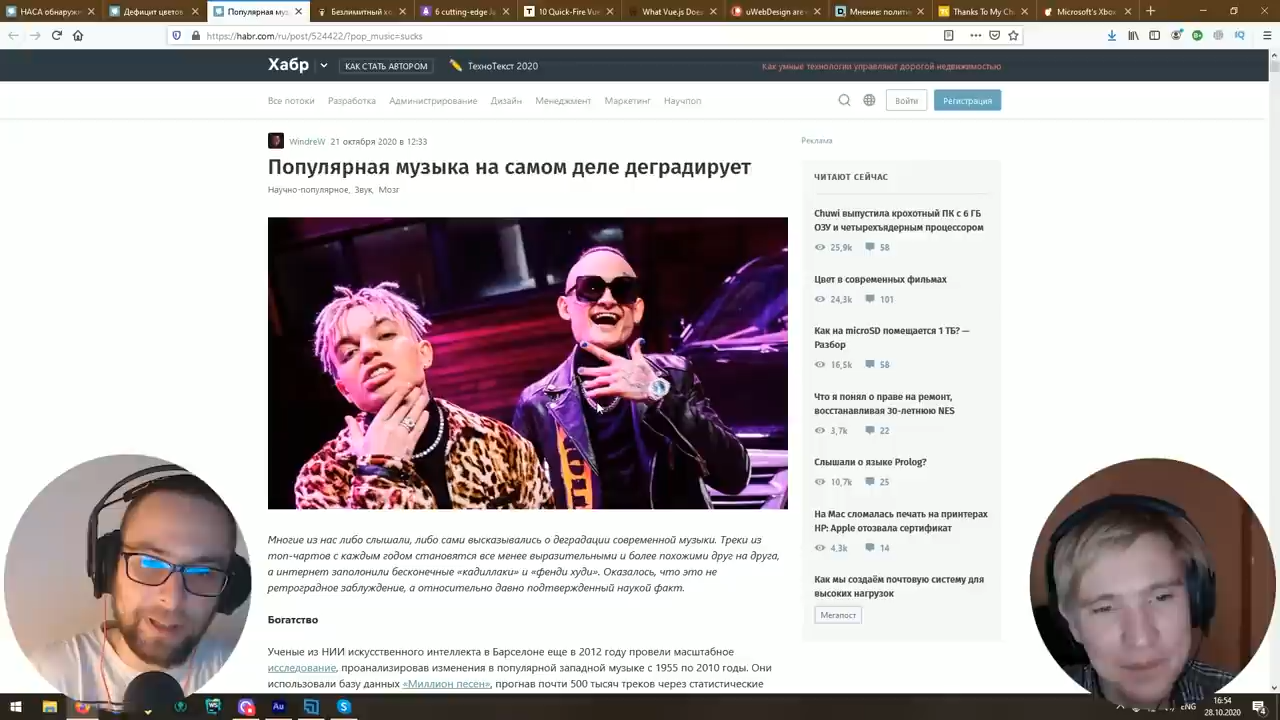 НАСА обнаружи
Дефицит цветов
Популярная му
Безлимитный ко
6 cutting-edge Ja
10 Quick-Fire Vue
What Vue.js Does
UWebDesign
Что случи
Microsoft's Xbox C
https://habr.com/ru/post/524422/?pop_music=sucks
Хабр
КАК СТАТЬ АВТОРОМ
ТехноТекст 2020
Как умные технологии управляют дорогой недвижимостью
Все потоки
Разработка
Администрирование
Дизайн
Менеджмент
Маркетинг
Научпоп
Войти
Регистрация
WindreW 21 октября 2020 в 12:33
Популярная музыка на самом деле деградирует
Научно-популярное, Звук, Мозг
Многие из нас либо слышали, либо сами высказывались о деградации современной музыки. Треки из
топ-чартов с каждым годом становятся все менее выразительными и более похожими друг на друга,
а интернет заполонили бесконечные «кадиллаки» и «фенди худи». Оказалось, что это не
ретроградное заблуждение, а относительно давно подтвержденный наукой факт.
Богатство
Ученые из НИИ искусственного интеллекта в Барселоне еще в 2012 году провели масштабное
исследование, проанализировав изменения в популярной западной музыке с 1955 по 2010 годы. Они
использовали базу данных «Миллион песен», прогнав почти 500 тысяч треков через статистические
Реклама
ЧИТАЮТ СЕЙЧАС
Chuwi выпустила крохотный ПК с 6 ГБ
ОЗУ и четырехъядерным процессором
25,9k 58
Цвет в современных фильмах
24,3k 101
Как на microSD помещается 1 ТБ? —
Разбор
16,5k 58
Что я понял о праве на ремонт,
восстанавливая 30-летнюю NES
3,7k 22
Слышали о языке Prolog?
10,7k 25
На Mac сломалась печать на принтерах
HP: Apple отозвала сертификат
4,3k 14
Как мы создаём почтовую систему для
высоких нагрузок
Мегапост
ENG
16:54
28.10.2020